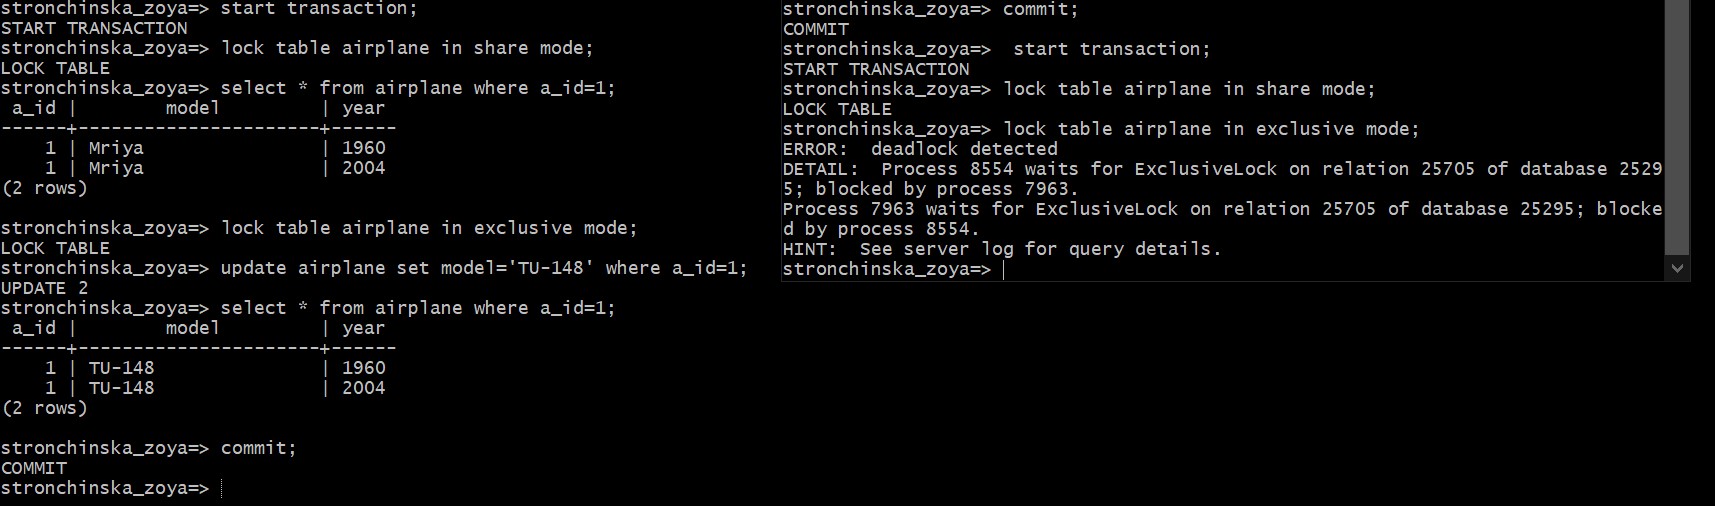 stronchinska_zoya=> start transaction;
START TRANSACTION
stronchinska_zoya=> lock table airplane in share mode;
LOCK TABLE
stronchinska_zoya=> select * from airplane where a_id=1;
 a_id |        model         | year
------+----------------------+------
    1 | Mriya                | 1960
    1 | Mriya                | 2004
(2 rows)

stronchinska_zoya=> lock table airplane in exclusive mode;
LOCK TABLE
stronchinska_zoya=> update airplane set model='TU-148' where a_id=1;
UPDATE 2
stronchinska_zoya=> select * from airplane where a_id=1;
 a_id |        model         | year
------+----------------------+------
    1 | TU-148               | 1960
    1 | TU-148               | 2004
(2 rows)

stronchinska_zoya=> commit;
COMMIT
stronchinska_zoya=>
stronchinska_zoya=> commit;
COMMIT
stronchinska_zoya=>  start transaction;
START TRANSACTION
stronchinska_zoya=> lock table airplane in share mode;
LOCK TABLE
stronchinska_zoya=> lock table airplane in exclusive mode;
ERROR:  deadlock detected
DETAIL:  Process 8554 waits for ExclusiveLock on relation 25705 of database 2529
5; blocked by process 7963.
Process 7963 waits for ExclusiveLock on relation 25705 of database 25295; blocke
d by process 8554.
HINT:  See server log for query details.
stronchinska_zoya=>